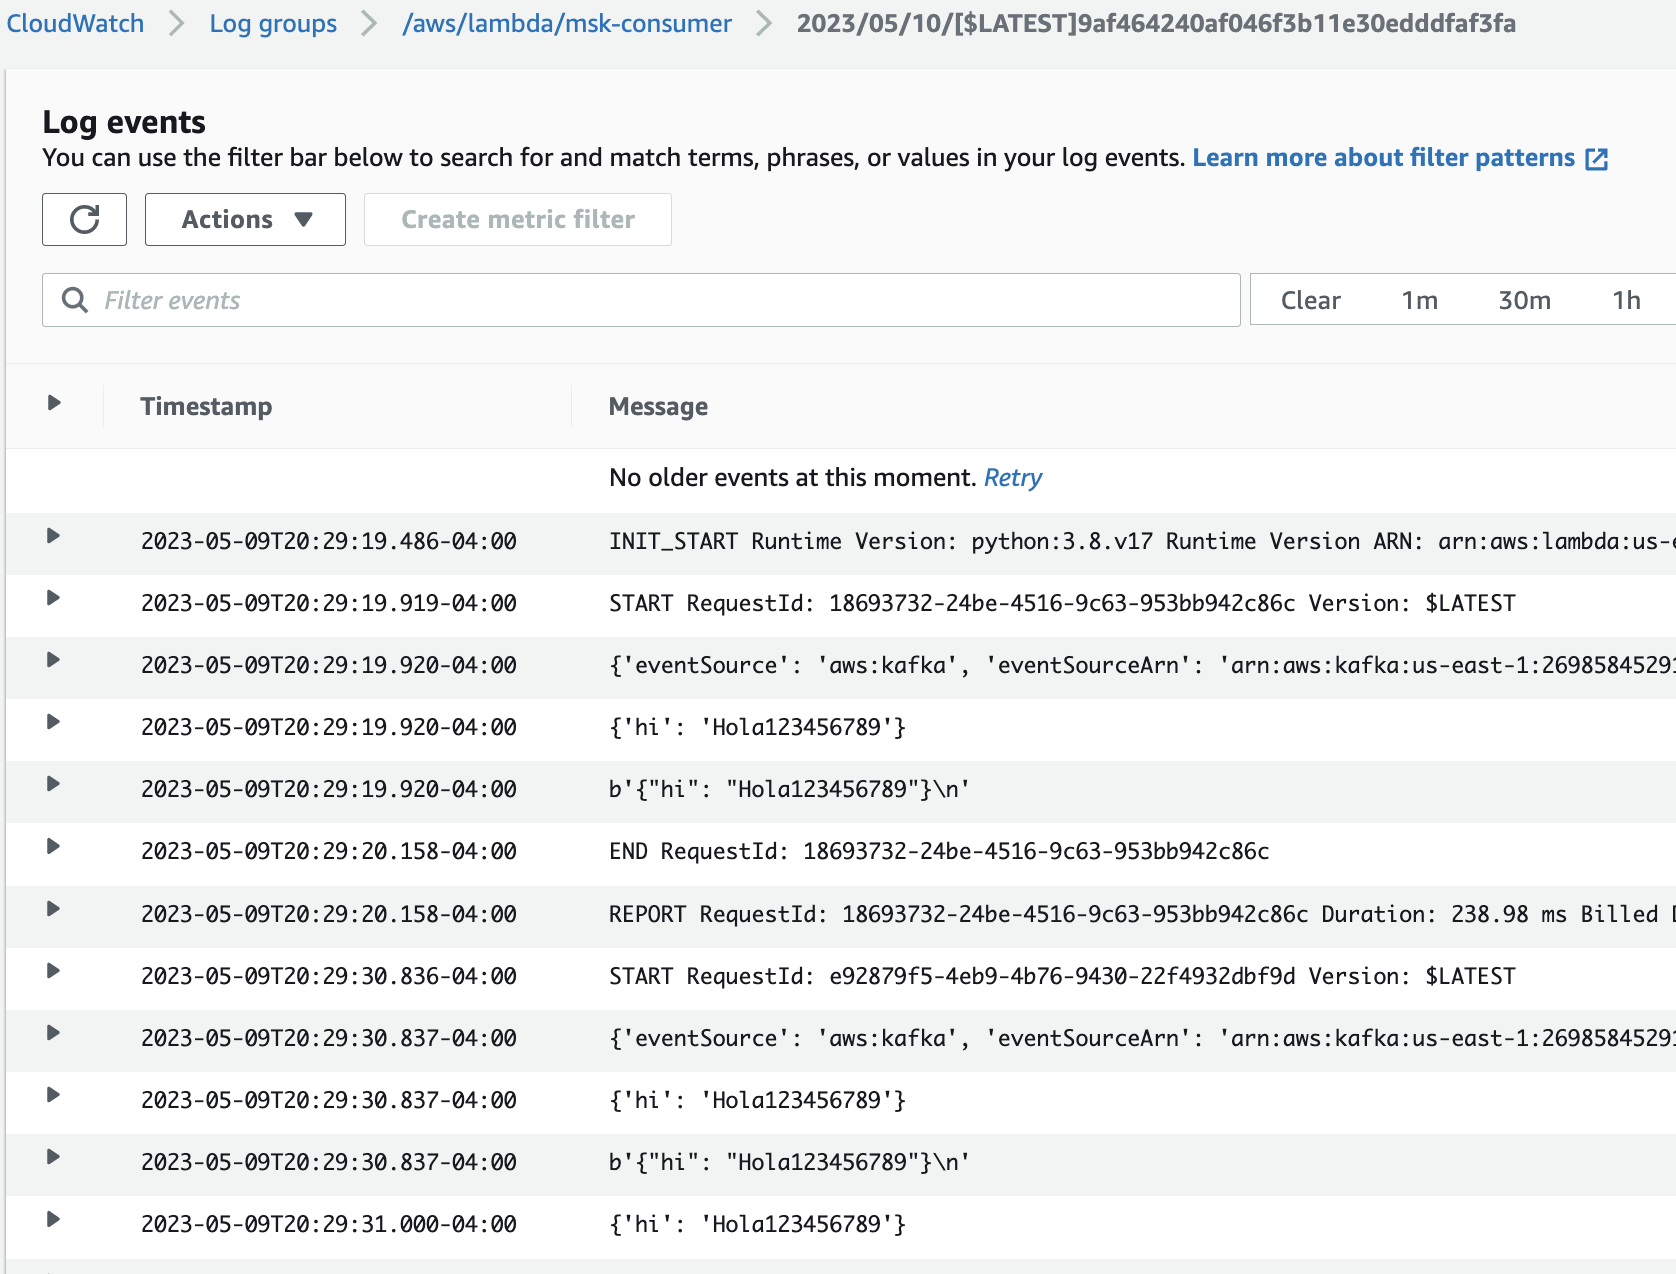 CloudWatch > Log groups > /aws/lambda/msk-consumer > 2023/05/10/[$LATEST]9af464240af046f3b11e30edddfaf3fa
Log events
You can use the filter bar below to search for and match terms, phrases, or values in your log events. Learn more about filter patterns
Actions Create metric filter
Filter events Clear 1m 30m 1h
Timestamp Message
No older events at this moment. Retry
2023-05-09T20:29:19.486-04:00 INIT_START Runtime Version: python:3.8.v17 Runtime Version ARN: arn:aws:lambda:us-e
2023-05-09T20:29:19.919-04:00 START RequestId: 18693732-24be-4516-9c63-953bb942c86c Version: $LATEST
2023-05-09T20:29:19.920-04:00 {'eventSource': 'aws:kafka', 'eventSourceArn': 'arn:aws:kafka:us-east-1:26985845291
2023-05-09T20:29:19.920-04:00 {'hi': 'Hola123456789'}
2023-05-09T20:29:19.920-04:00 b'{"hi": "Hola123456789"}\n'
2023-05-09T20:29:20.158-04:00 END RequestId: 18693732-24be-4516-9c63-953bb942c86c
2023-05-09T20:29:20.158-04:00 REPORT RequestId: 18693732-24be-4516-9c63-953bb942c86c Duration: 238.98 ms Billed D
2023-05-09T20:29:30.836-04:00 START RequestId: e92879f5-4eb9-4b76-9430-22f4932dbf9d Version: $LATEST
2023-05-09T20:29:30.837-04:00 {'eventSource': 'aws:kafka', 'eventSourceArn': 'arn:aws:kafka:us-east-1:26985845291
2023-05-09T20:29:30.837-04:00 {'hi': 'Hola123456789'}
2023-05-09T20:29:30.837-04:00 b'{"hi": "Hola123456789"}\n'
2023-05-09T20:29:31.000-04:00 {'hi': 'Hola123456789'}